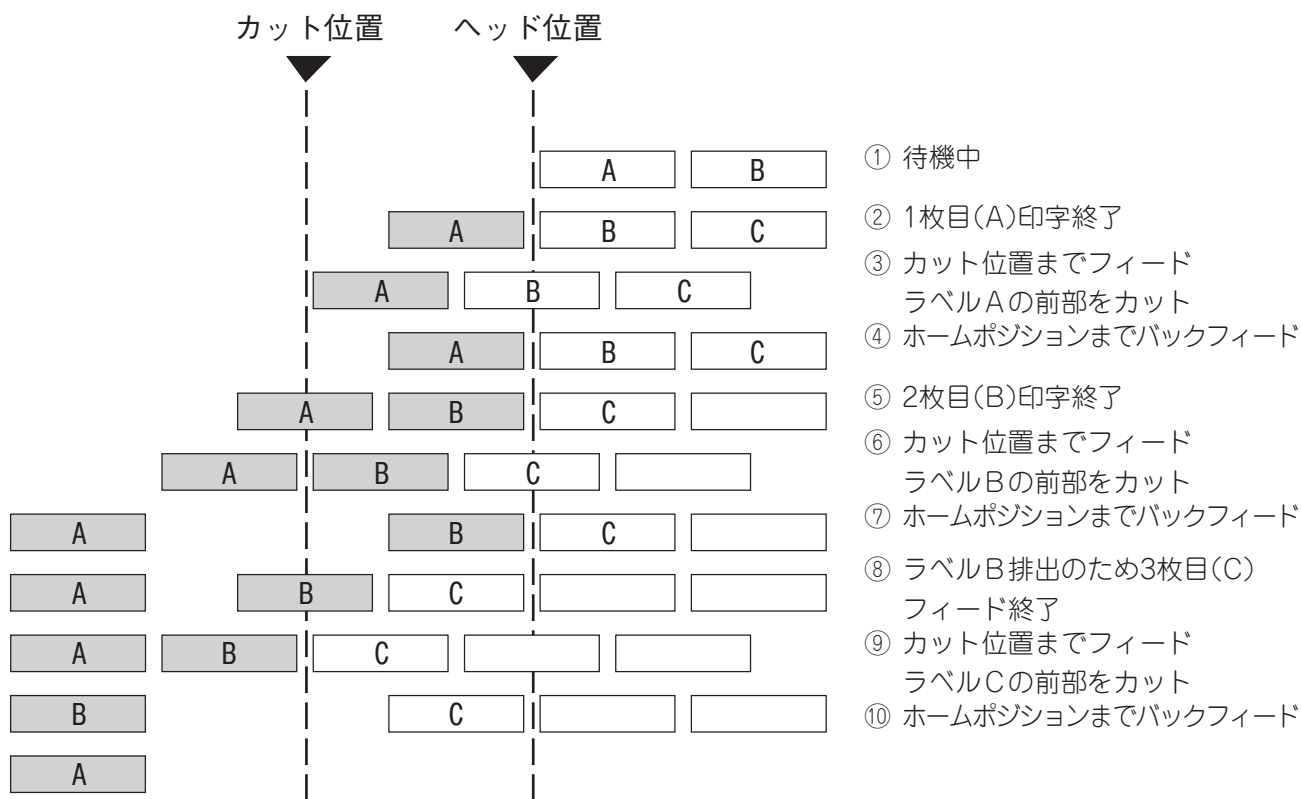 カット位置 ヘッド位置
A B ① 待機中
A B C ② 1枚目(A)印字終了
A B C ③ カット位置までフィード
ラベルAの前部をカット
A B C ④ ホームポジションまでバックフィード
A B C ⑤ 2枚目(B)印字終了
A B C ⑥ カット位置までフィード
ラベルBの前部をカット
A B C ⑦ ホームポジションまでバックフィード
A B C ⑧ ラベルB排出のため3枚目(C)
フィード終了
A B C ⑨ カット位置までフィード
ラベルCの前部をカット
B C ⑩ ホームポジションまでバックフィード
A